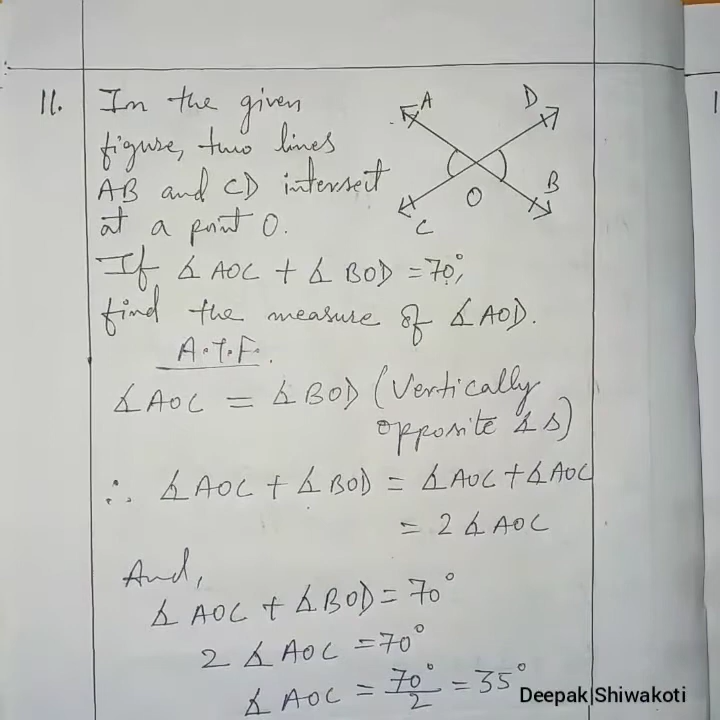 11. In the given
figure, two lines
AB and CD intersect
at a point O.
If ∡AOC + ∡BOD = 70°,
find the measure of ∡AOD.
A.T.F.
∡AOC = ∡BOD (Vertically
opposite ∡s)
∴ ∡AOC + ∡BOD = ∡AOC + ∡AOC
= 2 ∡AOC
And,
∡AOC + ∡BOD = 70°
2 ∡AOC = 70°
∡AOC = 70°/2 = 35°
A
D
O
B
C
1
Deepak|Shiwakoti